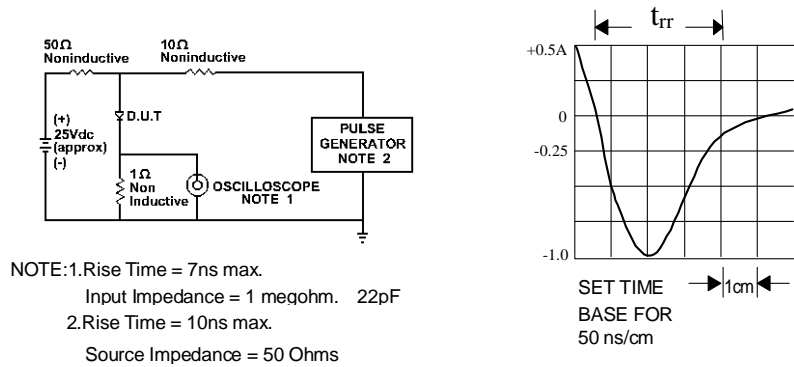 50Ω
Noninductive
10Ω
Noninductive
(+)
25Vdc
(approx)
(-)
D.U.T
1Ω
Non
Inductive
OSCILLOSCOPE
NOTE 1
PULSE
GENERATOR
NOTE 2
NOTE:1.Rise Time = 7ns max.
Input Impedance = 1 megohm. 22pF
2.Rise Time = 10ns max.
Source Impedance = 50 Ohms
trr
+0.5A
0
-0.25
-1.0
SET TIME
BASE FOR
50 ns/cm
1cm